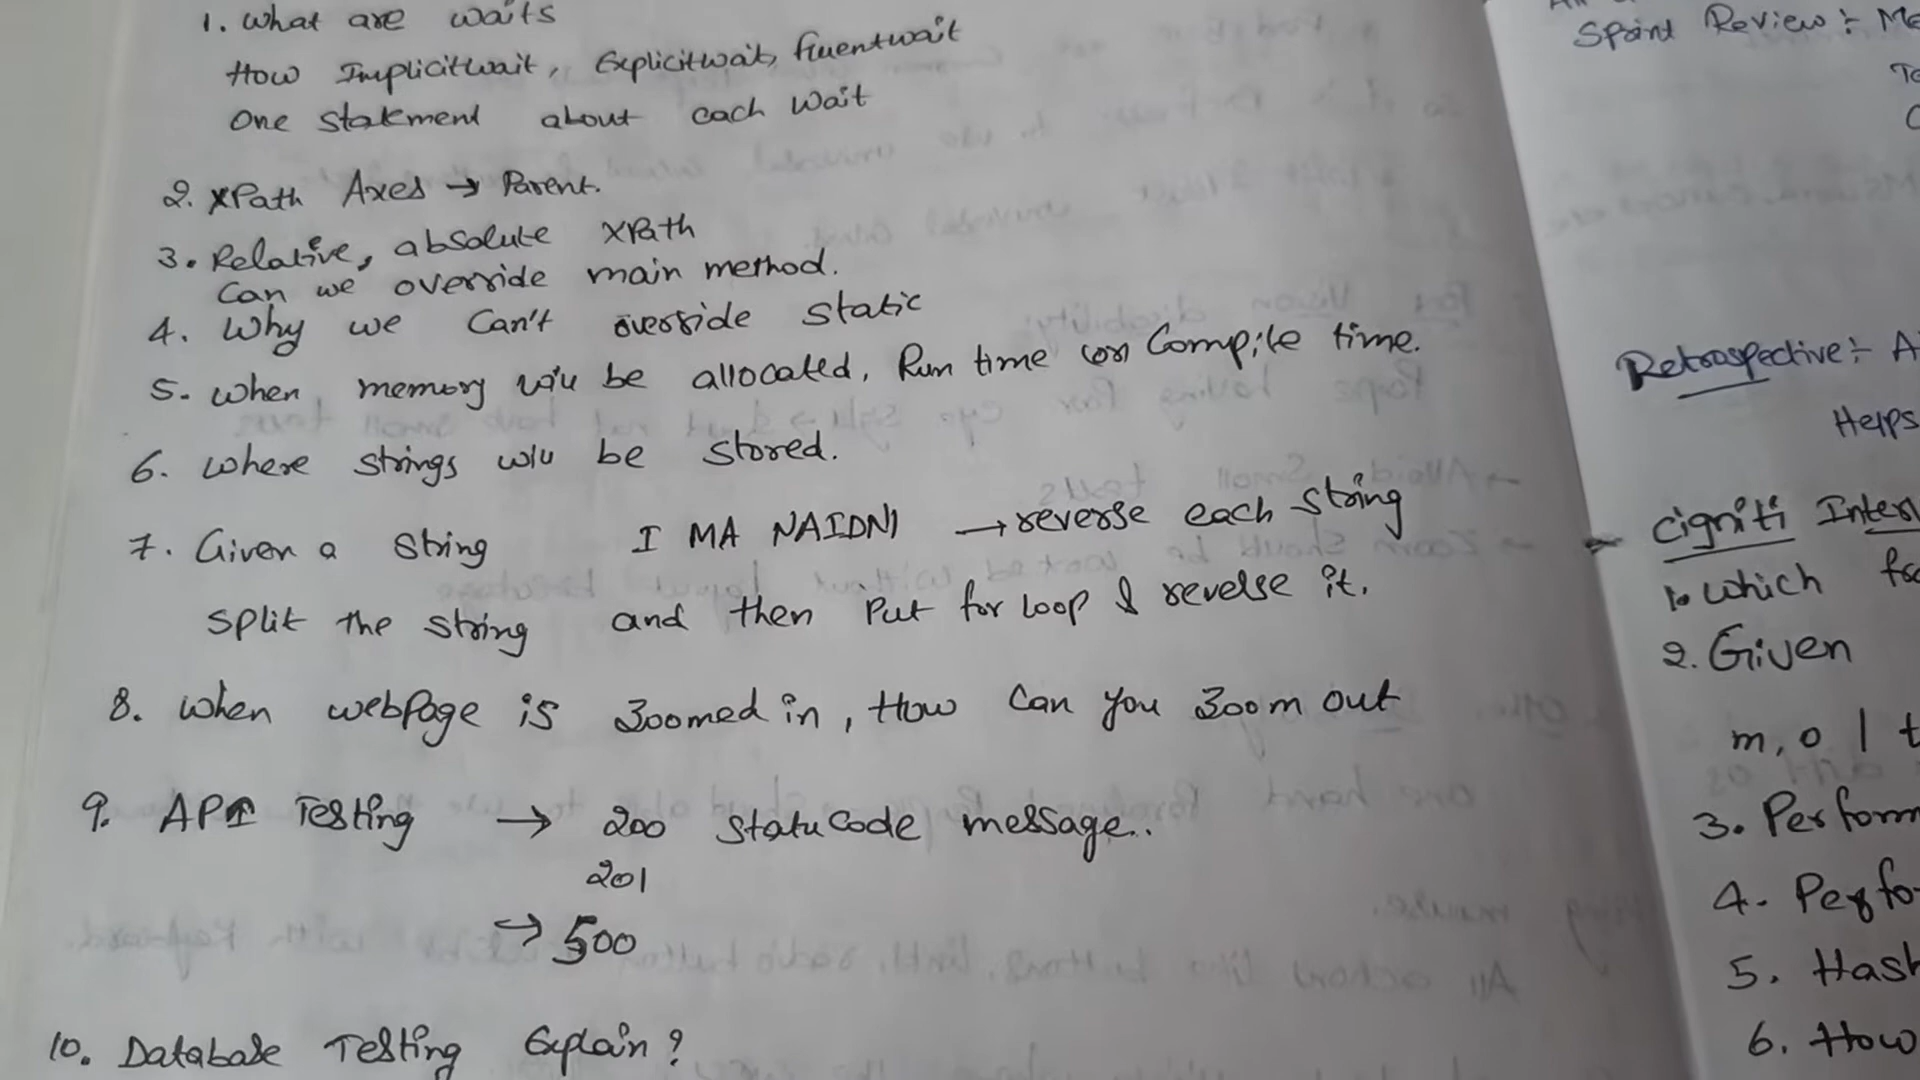 1. What are waits
How Implicitwait, Explicitwait, fluentwait
One statement about each wait
2. XPath Axes → Parent.
3. Relative, absolute XPath
Can we override main method.
4. Why we Can't override static
5. When memory will be allocated, Run time (or) Compile time.
6. Where strings will be stored.
7. Given a string I MA NAIDNI → reverse each string
split the string and then Put for loop & reverse it.
8. When webpage is Zoomed in, How Can you Zoom out
9. API Testing → 200 StatuCode message..
201
→ 500
10. Database Testing Explain?
Sprint Review :- Me
Te
C
Retrospective :- A
Helps
Cigniti Interv
1. Which
2. Given
m, o | t
3. Perform
4. Perfo
5. Hash
6. How